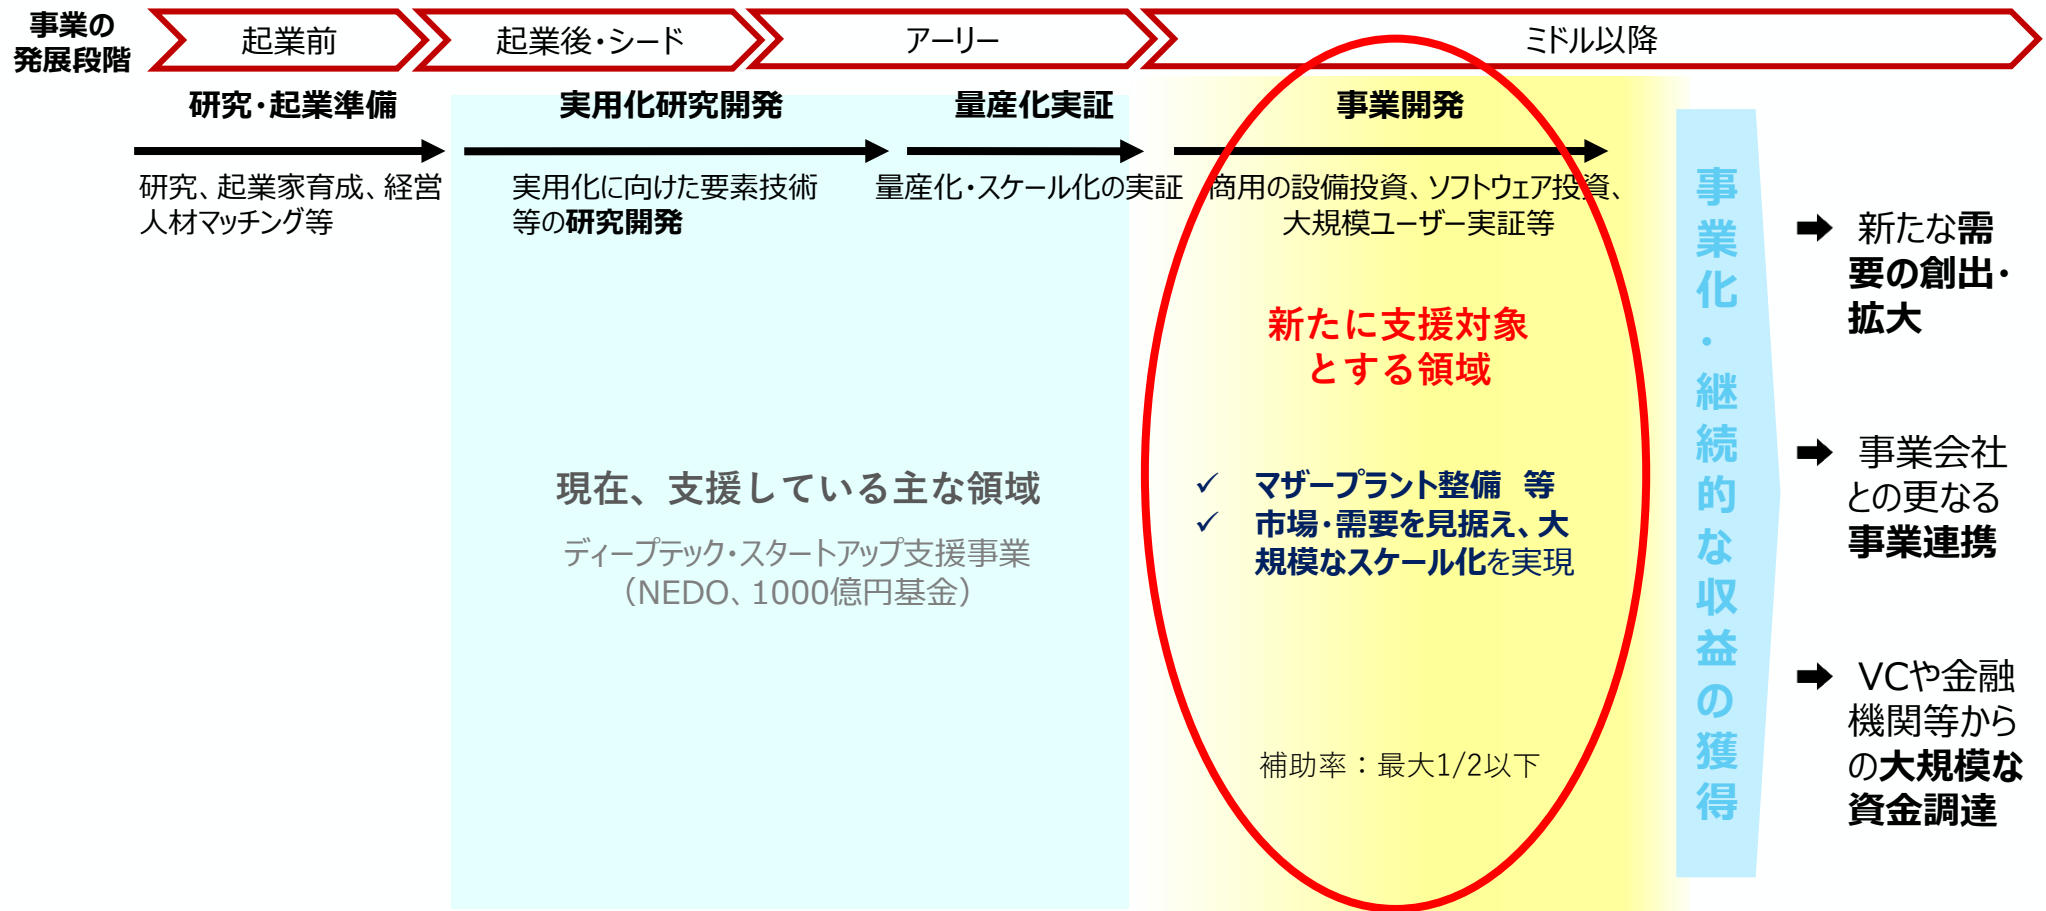 事業の
発展段階
起業前
起業後・シード
アーリー
ミドル以降
研究・起業準備
実用化研究開発
量産化実証
事業開発
研究、起業家育成、経営
人材マッチング等
実用化に向けた要素技術
等の研究開発
量産化・スケール化の実証
商用の設備投資、ソフトウェア投資、
大規模ユーザー実証等
新たに支援対象
とする領域
現在、支援している主な領域
ディープテック・スタートアップ支援事業
（NEDO、1000億円基金）
✓ マザープラント整備　等
✓ 市場・需要を見据え、大
規模なスケール化を実現
補助率：最大1/2以下
事業化・継続的な収益の獲得
➡ 新たな需
要の創出・
拡大
➡ 事業会社
との更なる
事業連携
➡ VCや金融
機関等から
の大規模な
資金調達